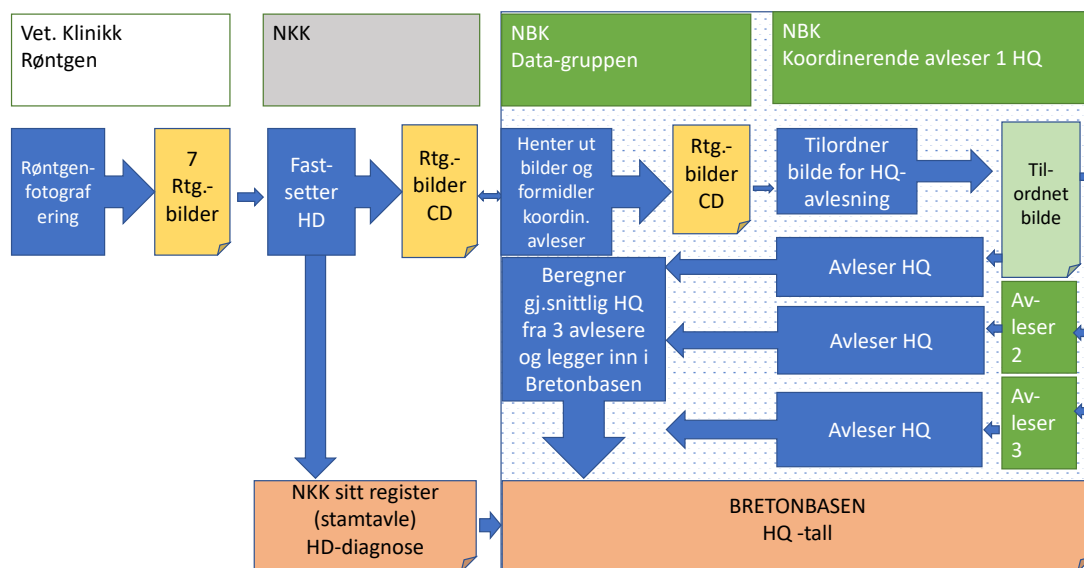 Vet. Klinikk
Røntgen
NKK
NBK
Data-gruppen
NBK
Koordinerende avleser 1 HQ
Røntgen-
fotograf
ering
7
Rtg.-
bilder
Fast-
setter
HD
Rtg.-
bilder
CD
Henter ut
bilder og
formidler
koordin.
avleser
Rtg.-
bilder
CD
Tilordner
bilde for HQ-
avlesning
Til-
ordnet
bilde
Beregner
gj.snittlig HQ
fra 3 avlesere
og legger inn i
Bretonbasen
Avleser HQ
Avleser HQ
Av-
leser
2
Avleser HQ
Av-
leser
3
NKK sitt register
(stamtavle)
HD-diagnose
BRETONBASEN
HQ -tall